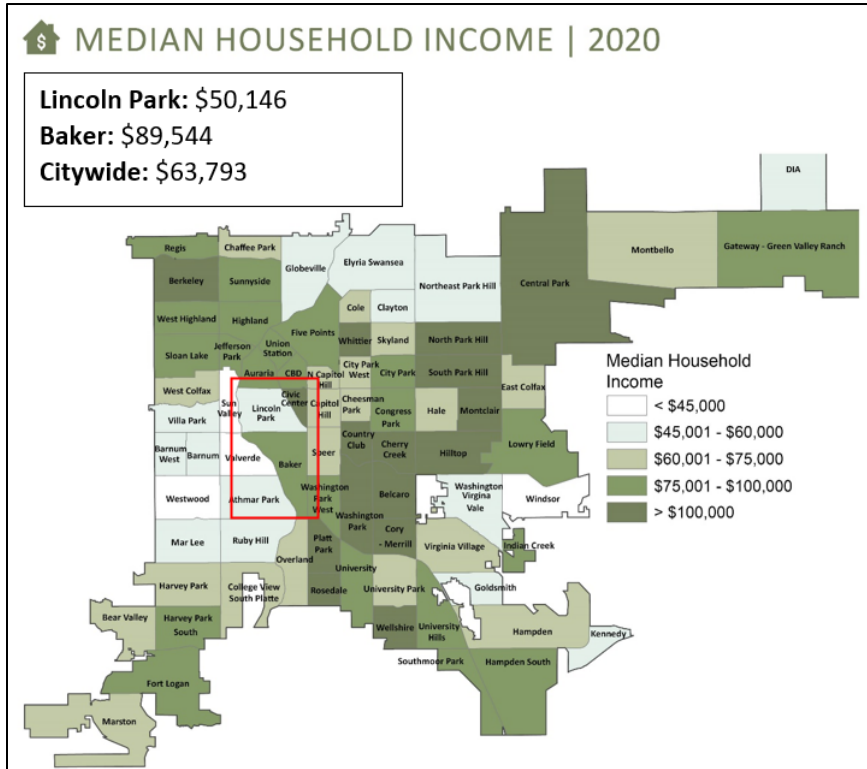 MEDIAN HOUSEHOLD INCOME | 2020
Lincoln Park: $50,146
Baker: $89,544
Citywide: $63,793
DIA
Regis
Chaffee Park
Globeville
Elyria Swansea
Montbello
Gateway - Green Valley Ranch
Berkeley
Sunnyside
Northeast Park Hill
Central Park
West Highland
Highland
Cole
Clayton
Five Points
Sloan Lake
Jefferson
Park
Union
Station
Whittier
Skyland
North Park Hill
Auraria
CBD
N Capitol
Hill
City Park
West
City Park
South Park Hill
West Colfax
Sun
Valley
Lincoln
Park
Civic
Center
Capitol
Hill
Cheesman
Park
Congress
Park
Hale
Montclair
East Colfax
Villa Park
Barnum
West
Barnum
Valverde
Baker
Speer
Country
Club
Cherry
Creek
Hilltop
Lowry Field
Westwood
Athmar Park
Washington
Park
West
Washington
Park
Belcaro
Washington
Virgina
Vale
Windsor
Mar Lee
Ruby Hill
Overland
Platt
Park
Cory
- Merrill
Virginia Village
Indian Creek
Harvey Park
College View
South Platte
Rosedale
University
University Park
Goldsmith
Bear Valley
Harvey Park
South
Wellshire
University
Hills
Hampden
Kennedy
Southmoor Park
Hampden South
Fort Logan
Marston
Median Household
Income
< $45,000
$45,001 - $60,000
$60,001 - $75,000
$75,001 - $100,000
> $100,000
$